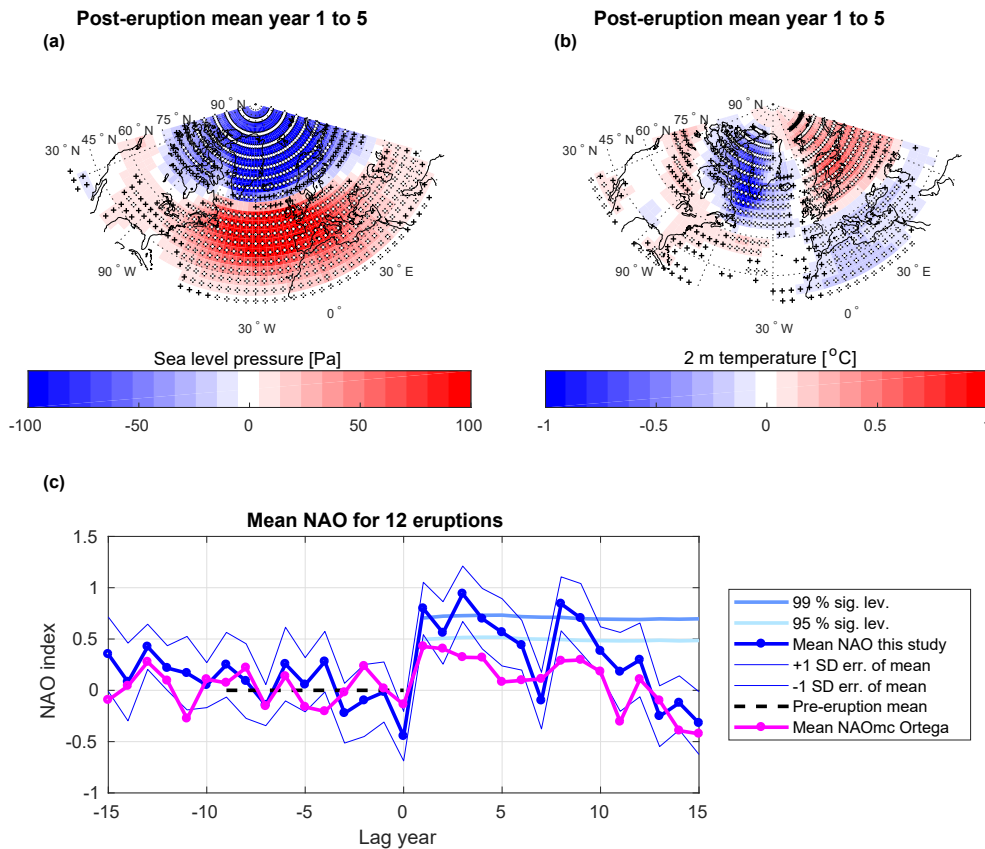 Post-eruption mean year 1 to 5
(a)
90° N
75° N
60° N
45° N
30° N
90° W
30° E
0°
30° W
Sea level pressure [Pa]
-100 -50 0 50 100
Post-eruption mean year 1 to 5
(b)
90° N
75° N
60° N
45° N
30° N
90° W
30° E
0°
30° W
2 m temperature [°C]
-1 -0.5 0 0.5
(c)
Mean NAO for 12 eruptions
1.5
1
0.5
0
-0.5
-1
NAO index
-15 -10 -5 0 5 10 15
Lag year
99 % sig. lev.
95 % sig. lev.
Mean NAO this study
+1 SD err. of mean
-1 SD err. of mean
Pre-eruption mean
Mean NAOmc Ortega